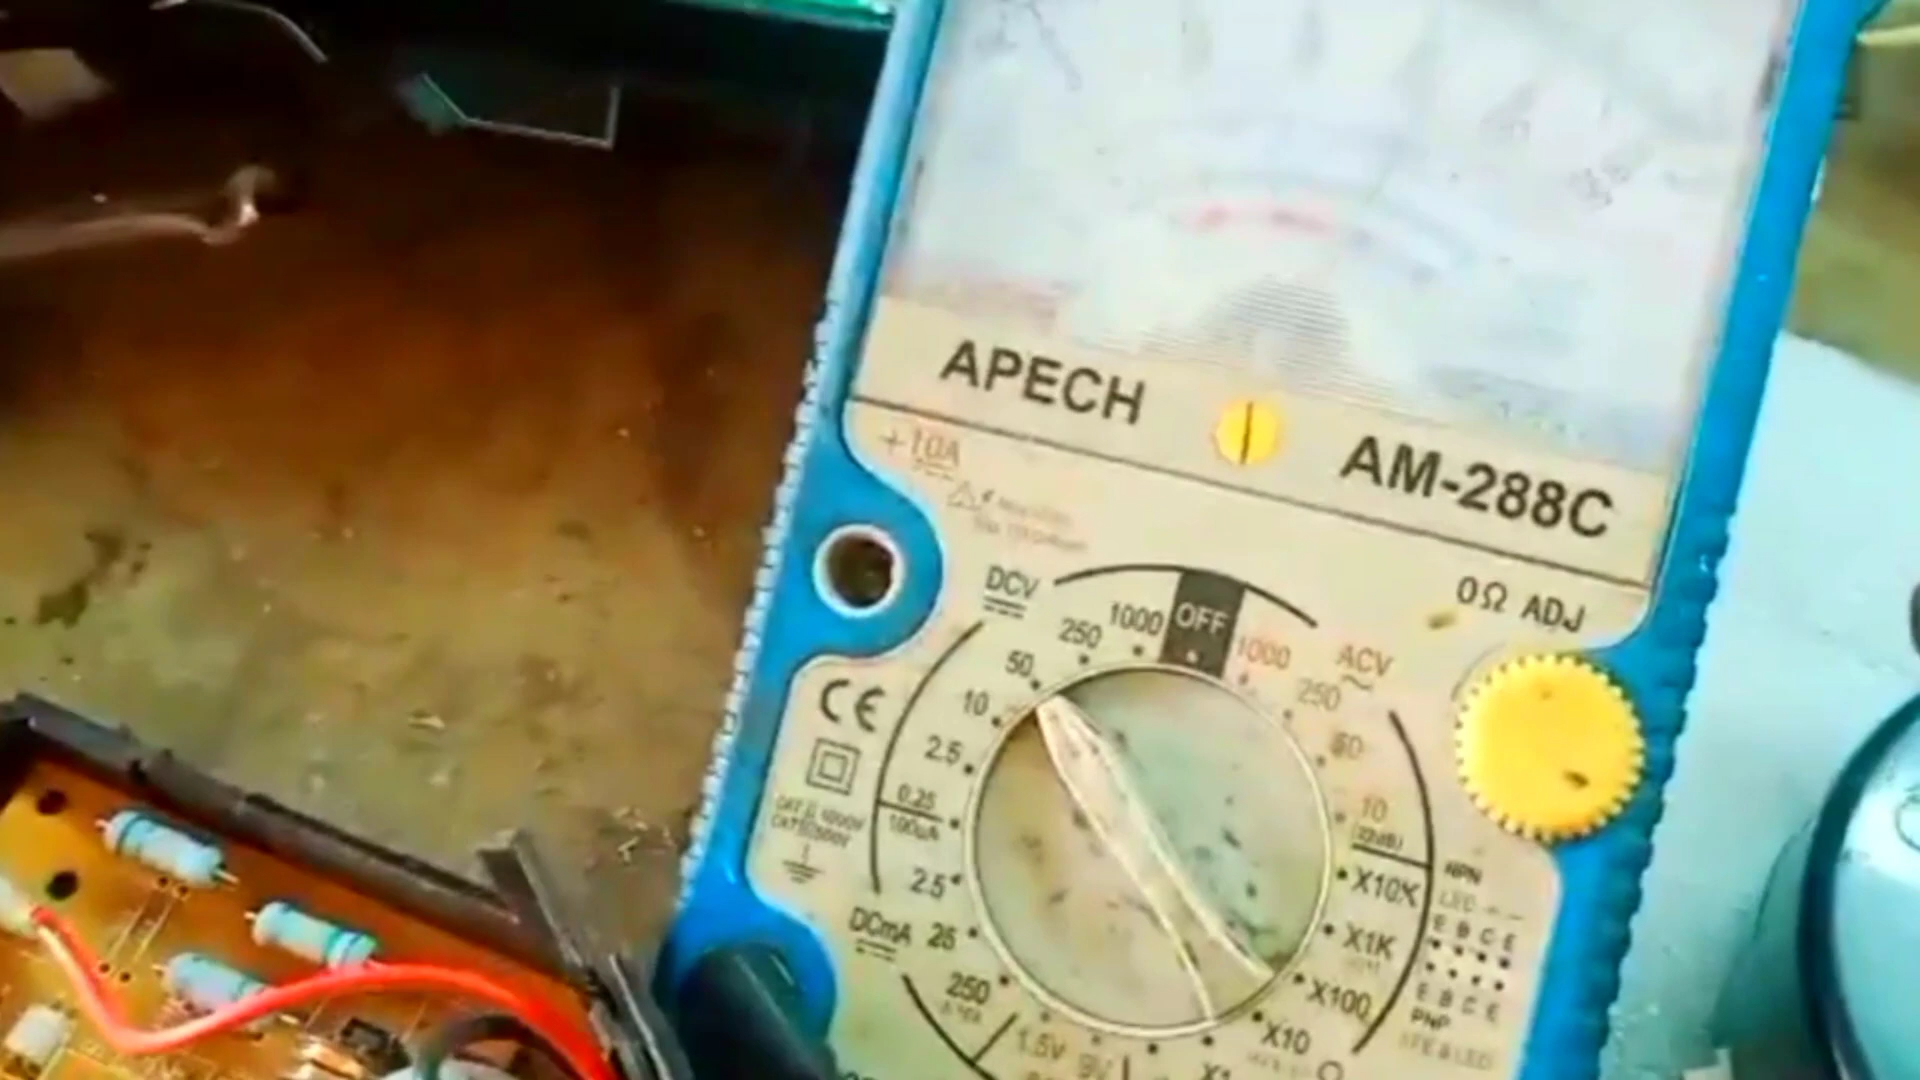 APECH
AM-288C
+10A
0Ω ADJ
DCV
1000
OFF
1000
ACV
250
250
50
50
10
10
2.5
(22dB)
0.25
100µA
X10K
NPN
2.5
E B C E
DCmA
25
X1K
250
X100
E B C E
PNP
1.5V
9V
X10
Ω
X1
CE